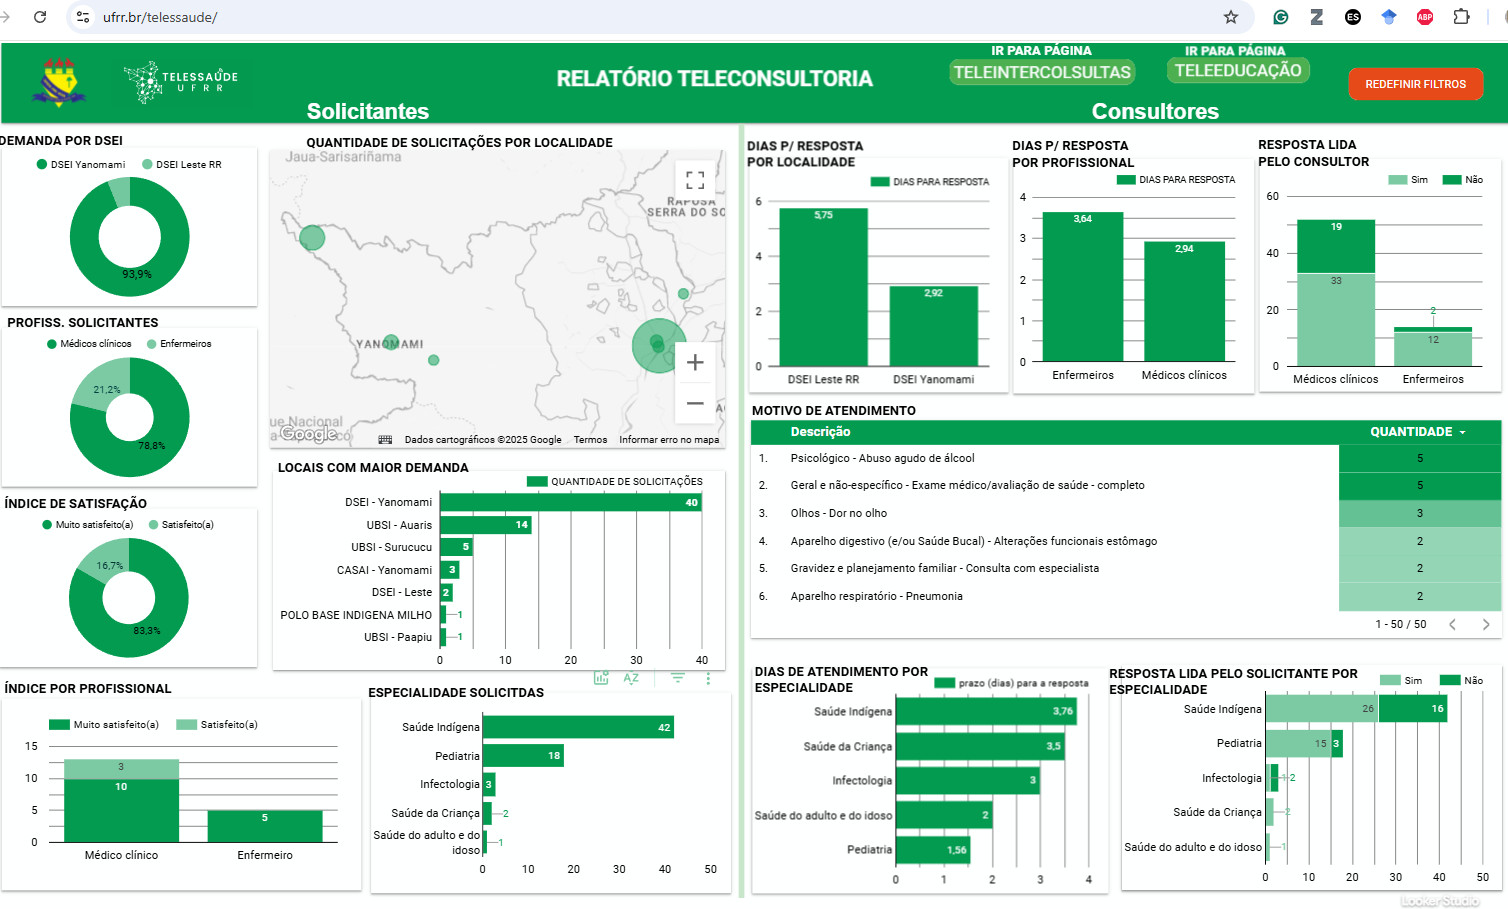 ufrr.br/telessaude/
TELESSAÚDE
UFRR
RELATÓRIO TELECONSULTORIA
IR PARA PÁGINA
TELEINTERCOLSULTAS
IR PARA PÁGINA
TELEEDUCAÇÃO
REDEFINIR FILTROS
Solicitantes
Consultores
DEMANDA POR DSEI
DSEI Yanomami
DSEI Leste RR
93,9%
PROFISS. SOLICITANTES
Médicos clínicos
Enfermeiros
21,2%
78,8%
ÍNDICE DE SATISFAÇÃO
Muito satisfeito(a)
Satisfeito(a)
16,7%
83,3%
ÍNDICE POR PROFISSIONAL
Muito satisfeito(a)
Satisfeito(a)
15
10
5
0
3
10
5
Médico clínico
Enfermeiro
QUANTIDADE DE SOLICITAÇÕES POR LOCALIDADE
Jaua-Sarisariñama
RAPOSA
SERRA DO SO
YANOMAMI
ue Nacional
Google
Dados cartográficos ©2025 Google
Termos
Informar erro no mapa
LOCAIS COM MAIOR DEMANDA
QUANTIDADE DE SOLICITAÇÕES
DSEI - Yanomami 40
UBSI - Auaris 14
UBSI - Surucucu 5
CASAI - Yanomami 3
DSEI - Leste 2
POLO BASE INDIGENA MILHO 1
UBSI - Paapiu 1
0 10 20 30 40
ESPECIALIDADE SOLICITDAS
Saúde Indígena 42
Pediatria 18
Infectologia 3
Saúde da Criança 2
Saúde do adulto e do
idoso 1
0 10 20 30 40 50
DIAS P/ RESPOSTA
POR LOCALIDADE
DIAS PARA RESPOSTA
6
4
2
0
5,75
2,92
DSEI Leste RR
DSEI Yanomami
DIAS P/ RESPOSTA
POR PROFISSIONAL
DIAS PARA RESPOSTA
4
3
2
1
0
3,64
2,94
Enfermeiros
Médicos clínicos
RESPOSTA LIDA
PELO CONSULTOR
Sim
Não
60
40
20
0
19
33
2
12
Médicos clínicos
Enfermeiros
MOTIVO DE ATENDIMENTO
Descrição QUANTIDADE
1. Psicológico - Abuso agudo de álcool 5
2. Geral e não-específico - Exame médico/avaliação de saúde - completo 5
3. Olhos - Dor no olho 3
4. Aparelho digestivo (e/ou Saúde Bucal) - Alterações funcionais estômago 2
5. Gravidez e planejamento familiar - Consulta com especialista 2
6. Aparelho respiratório - Pneumonia 2
1 - 50 / 50
DIAS DE ATENDIMENTO POR
ESPECIALIDADE
prazo (dias) para a resposta
Saúde Indígena 3,76
Saúde da Criança 3,5
Infectologia 3
Saúde do adulto e do idoso 2
Pediatria 1,56
0 1 2 3 4
RESPOSTA LIDA PELO SOLICITANTE POR
ESPECIALIDADE
Sim
Não
Saúde Indígena 26 16
Pediatria 15 3
Infectologia 1 2
Saúde da Criança 2
Saúde do adulto e do idoso 1
0 10 20 30 40 50
Looker Studio